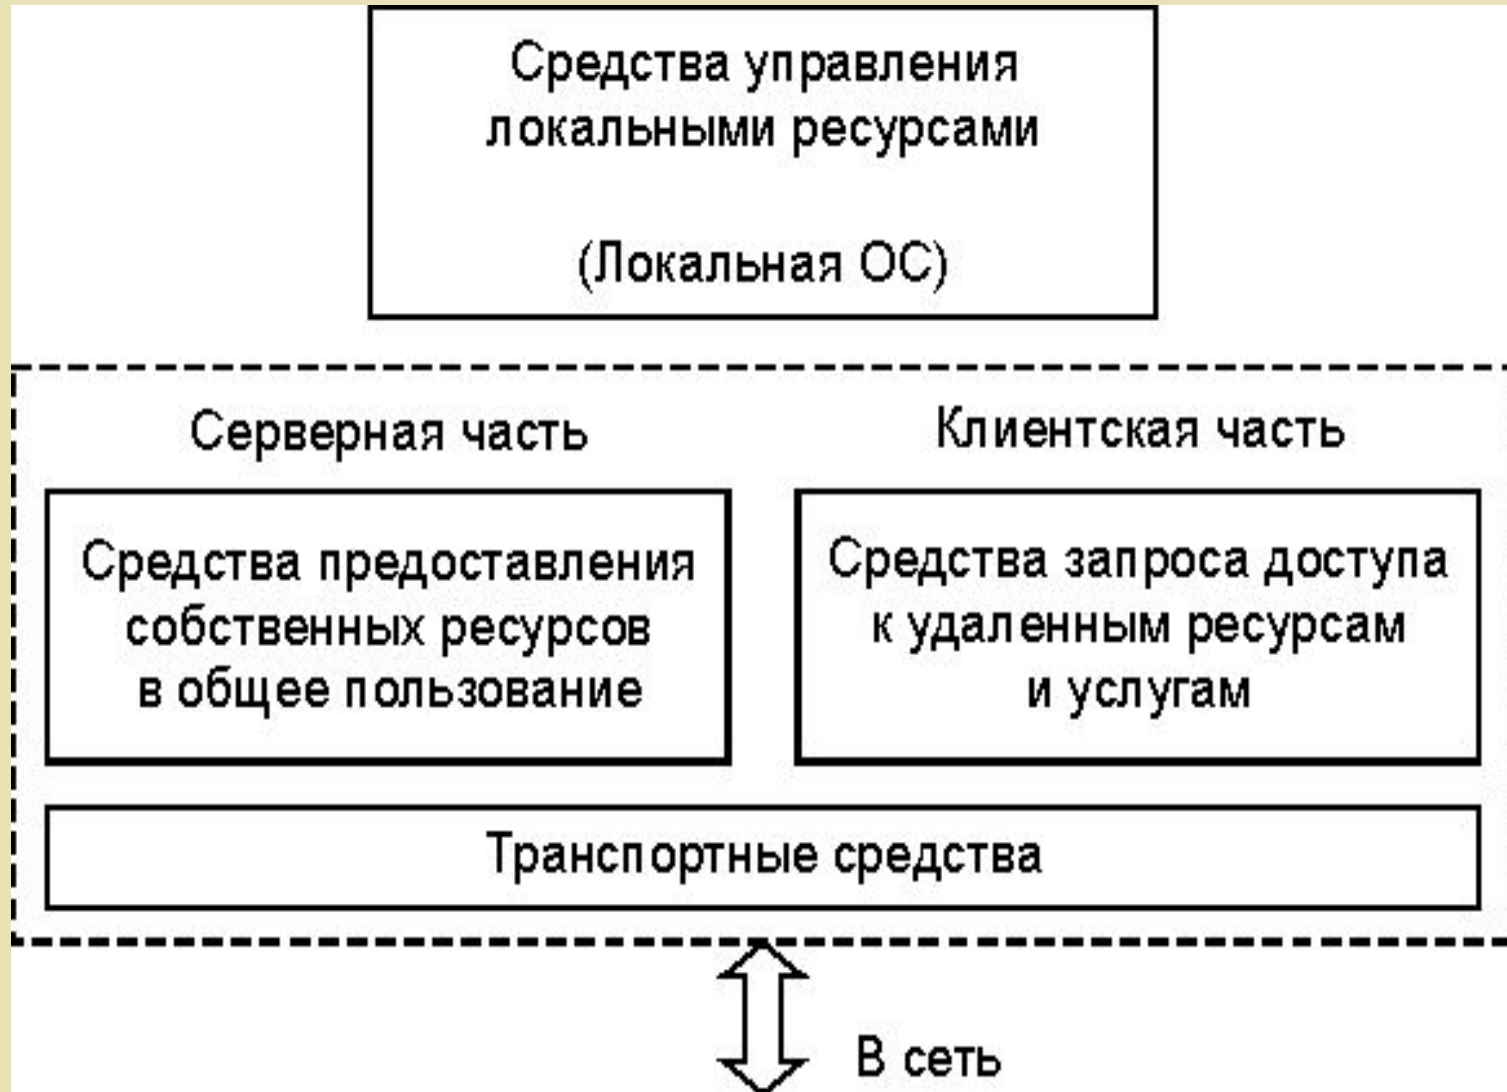 Средства управления
локальными ресурсами
(Локальная ОС)
Серверная часть
Клиентская часть
Средства предоставления
собственных ресурсов
в общее пользование
Средства запроса доступа
к удаленным ресурсам
и услугам
Транспортные средства
В сеть